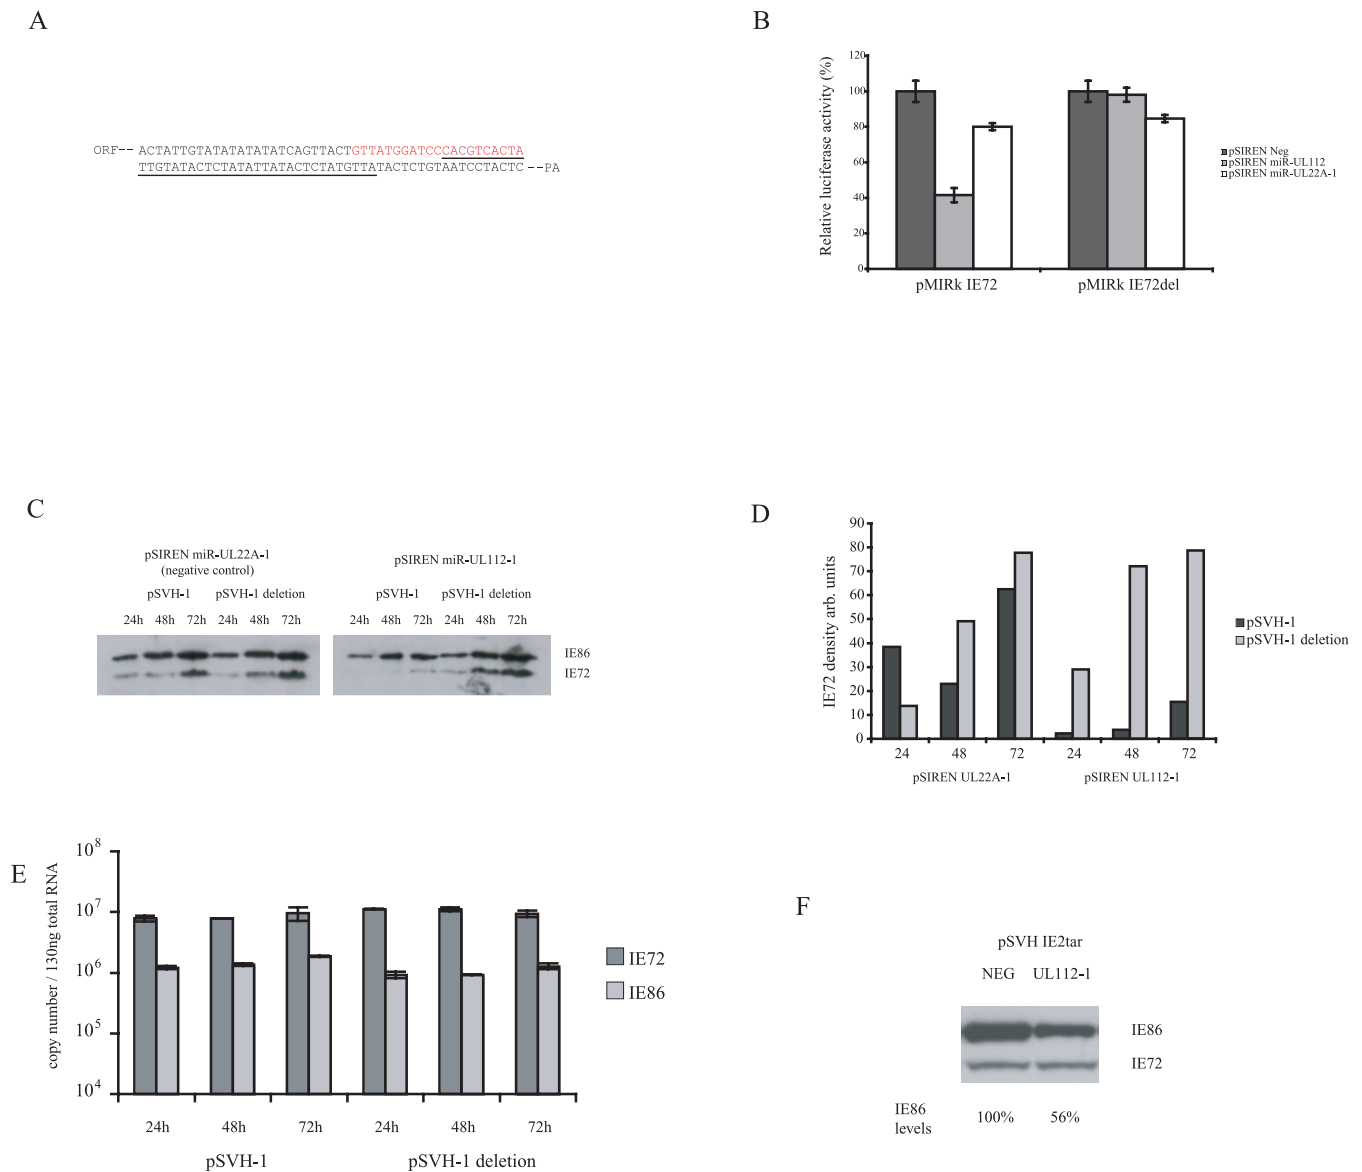 A
ORF-- ACTATTGTATATATATATCAGTTACTGTTATGGATCCCACGTCACTA
TTGTATACTCTATATTATACTCTATGTTATACTCTGTAATCCTACTC --PA
B
Relative luciferase activity (%)
120
100
80
60
40
20
0
pMIRk IE72
pMIRk IE72del
pSIREN Neg
pSIREN miR-UL112
pSIREN miR-UL22A-1
C
pSIREN miR-UL22A-1
(negative control)
pSIREN miR-UL112-1
pSVH-1 pSVH-1 deletion pSVH-1 pSVH-1 deletion
24h 48h 72h 24h 48h 72h 24h 48h 72h 24h 48h 72h
IE86
IE72
D
IE72 density arb. units
90
80
70
60
50
40
30
20
10
0
24 48 72 24 48 72
pSIREN UL22A-1 pSIREN UL112-1
pSVH-1
pSVH-1 deletion
E
copy number / 130ng total RNA
10^8
10^7
10^6
10^5
10^4
24h 48h 72h 24h 48h 72h
pSVH-1 pSVH-1 deletion
IE72
IE86
F
pSVH IE2tar
NEG UL112-1
IE86
IE72
IE86
levels
100% 56%